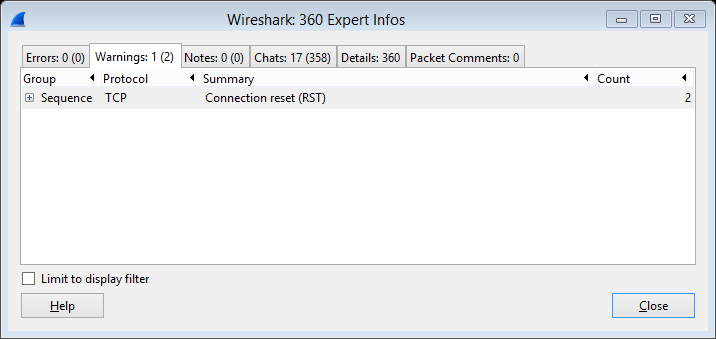 Wireshark: 360 Expert Infos
Errors: 0 (0) Warnings: 1 (2) Notes: 0 (0) Chats: 17 (358) Details: 360 Packet Comments: 0
Group Protocol Summary Count
Sequence TCP Connection reset (RST) 2
Limit to display filter
Help Close